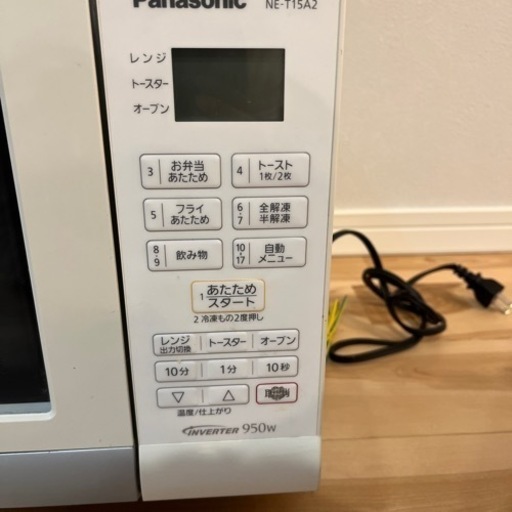 Panasonic
NE-T15A2
レンジ
トースター
オーブン
3 お弁当
あたため
4 トースト
1枚/2枚
5 フライ
あたため
6・7 全解凍
半解凍
8・9 飲み物
10・17 自動
メニュー
1 あたため
スタート
2 冷凍もの2度押し
レンジ
出力切換
トースター
オーブン
10分
1分
10秒
▽
△
温度/仕上がり
INVERTER 950W